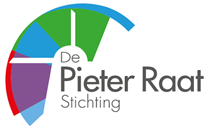 De
Pieter Raat
Stichting